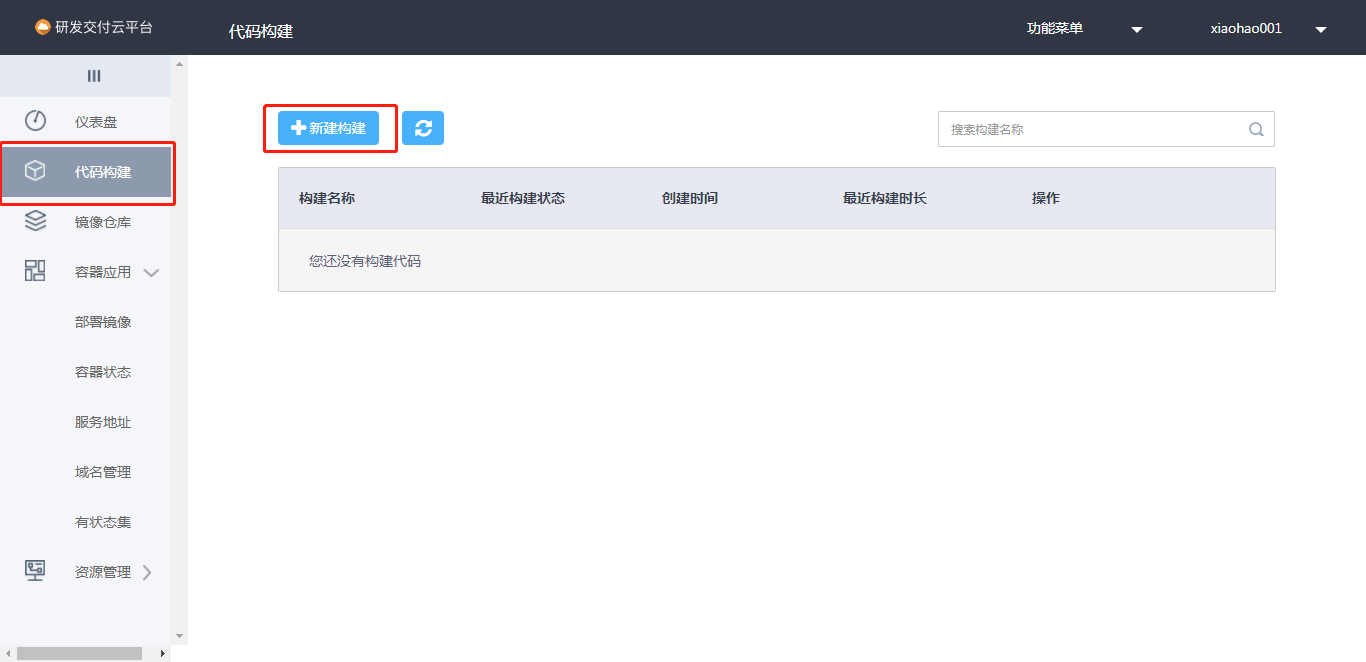 研发交付云平台
代码构建
功能菜单
xiaohao001
仪表盘
代码构建
镜像仓库
容器应用
部署镜像
容器状态
服务地址
域名管理
有状态集
资源管理
新建构建
搜索构建名称
构建名称 最近构建状态 创建时间 最近构建时长 操作
您还没有构建代码